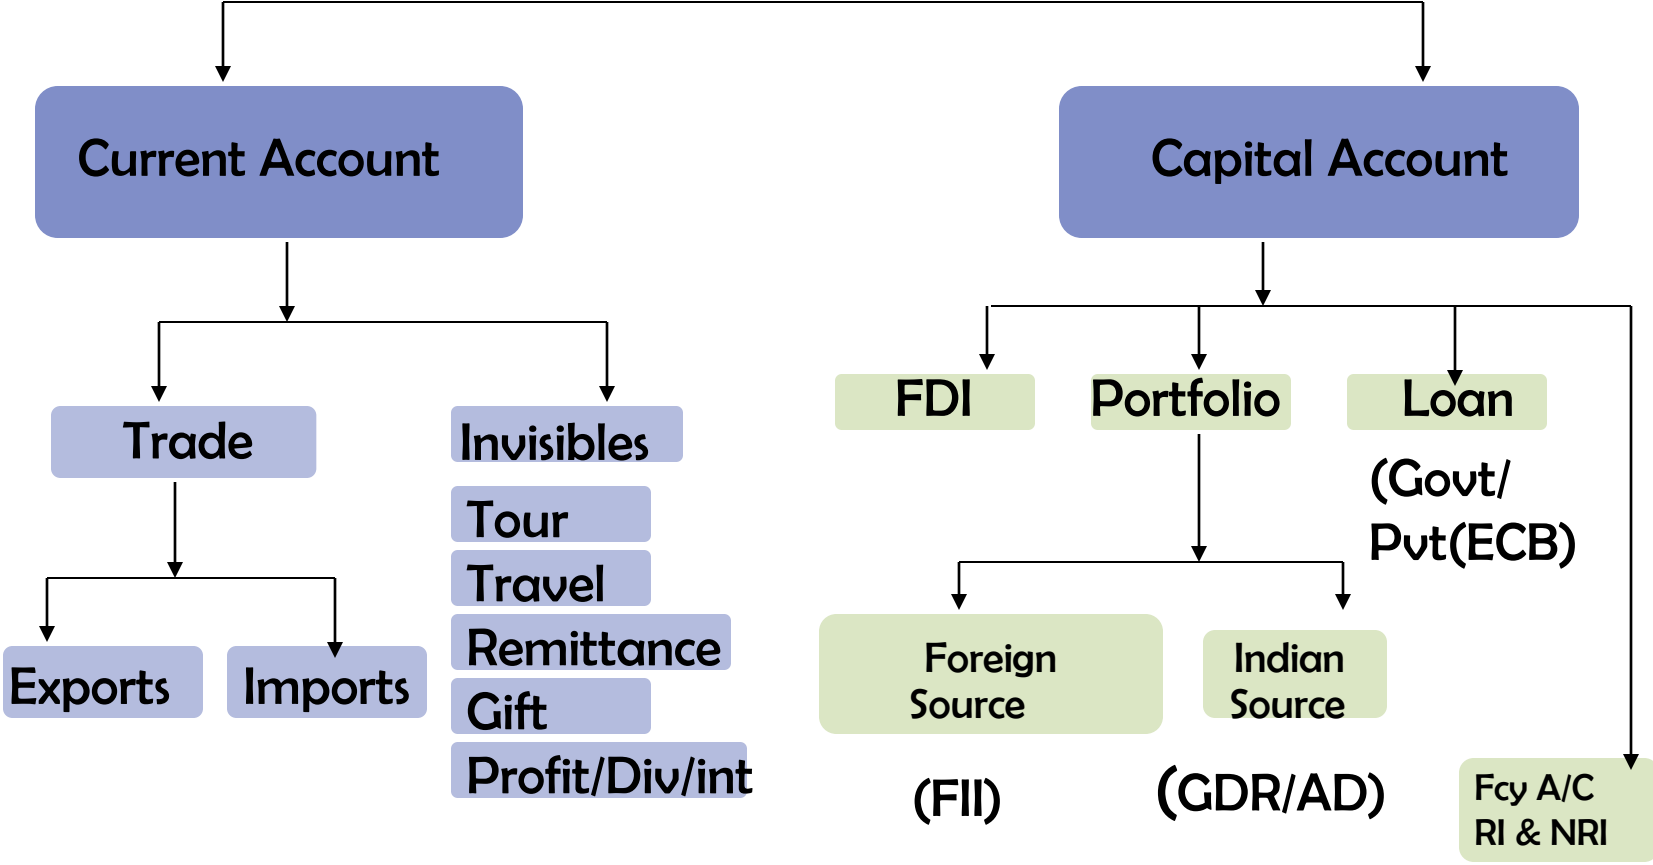 Current Account
Capital Account
Trade
Invisibles
Tour
Travel
Remittance
Gift
Profit/Div/int
Exports
Imports
FDI
Portfolio
Loan
(Govt/
Pvt(ECB)
Foreign
Source
Indian
Source
(FII)
(GDR/AD)
Fcy A/C
RI & NRI